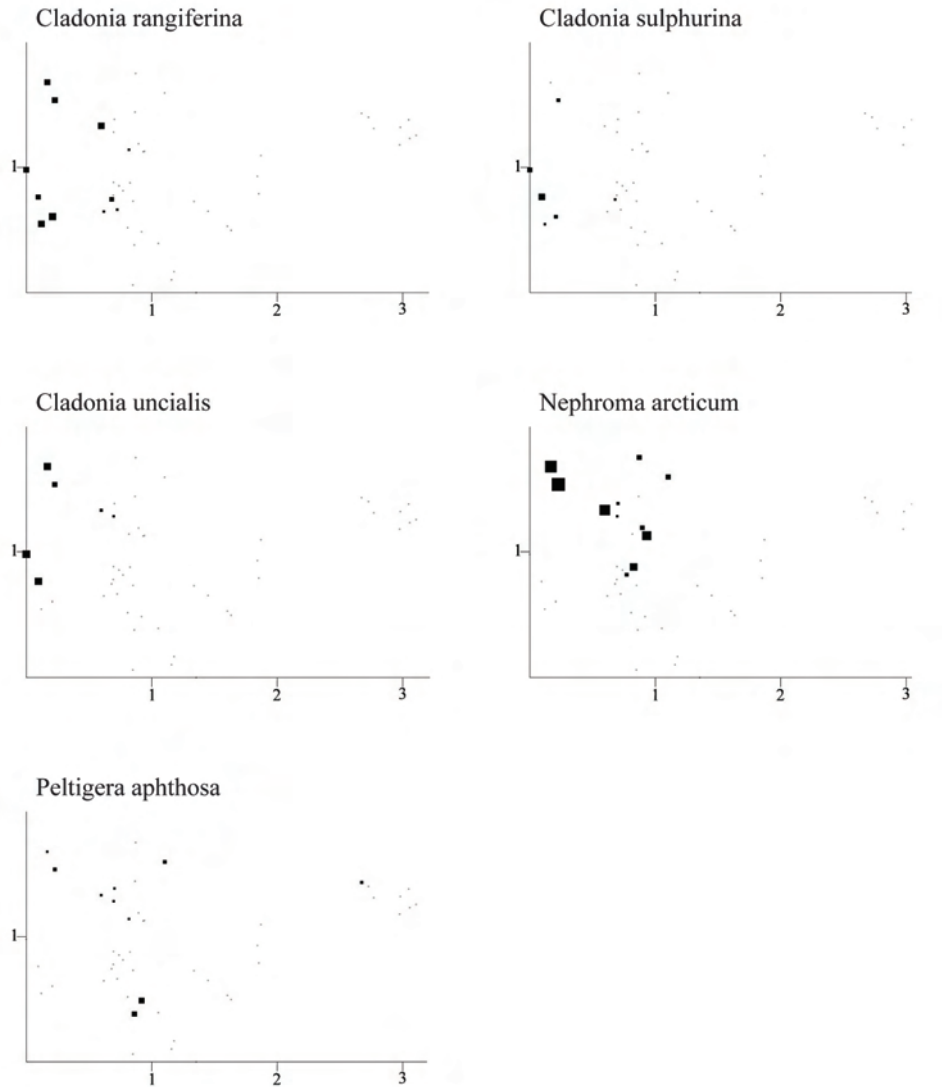 Cladonia rangiferina
1
1 2 3
Cladonia sulphurina
1
1 2 3
Cladonia uncialis
1
1 2 3
Nephroma arcticum
1
1 2 3
Peltigera aphthosa
1
1 2 3